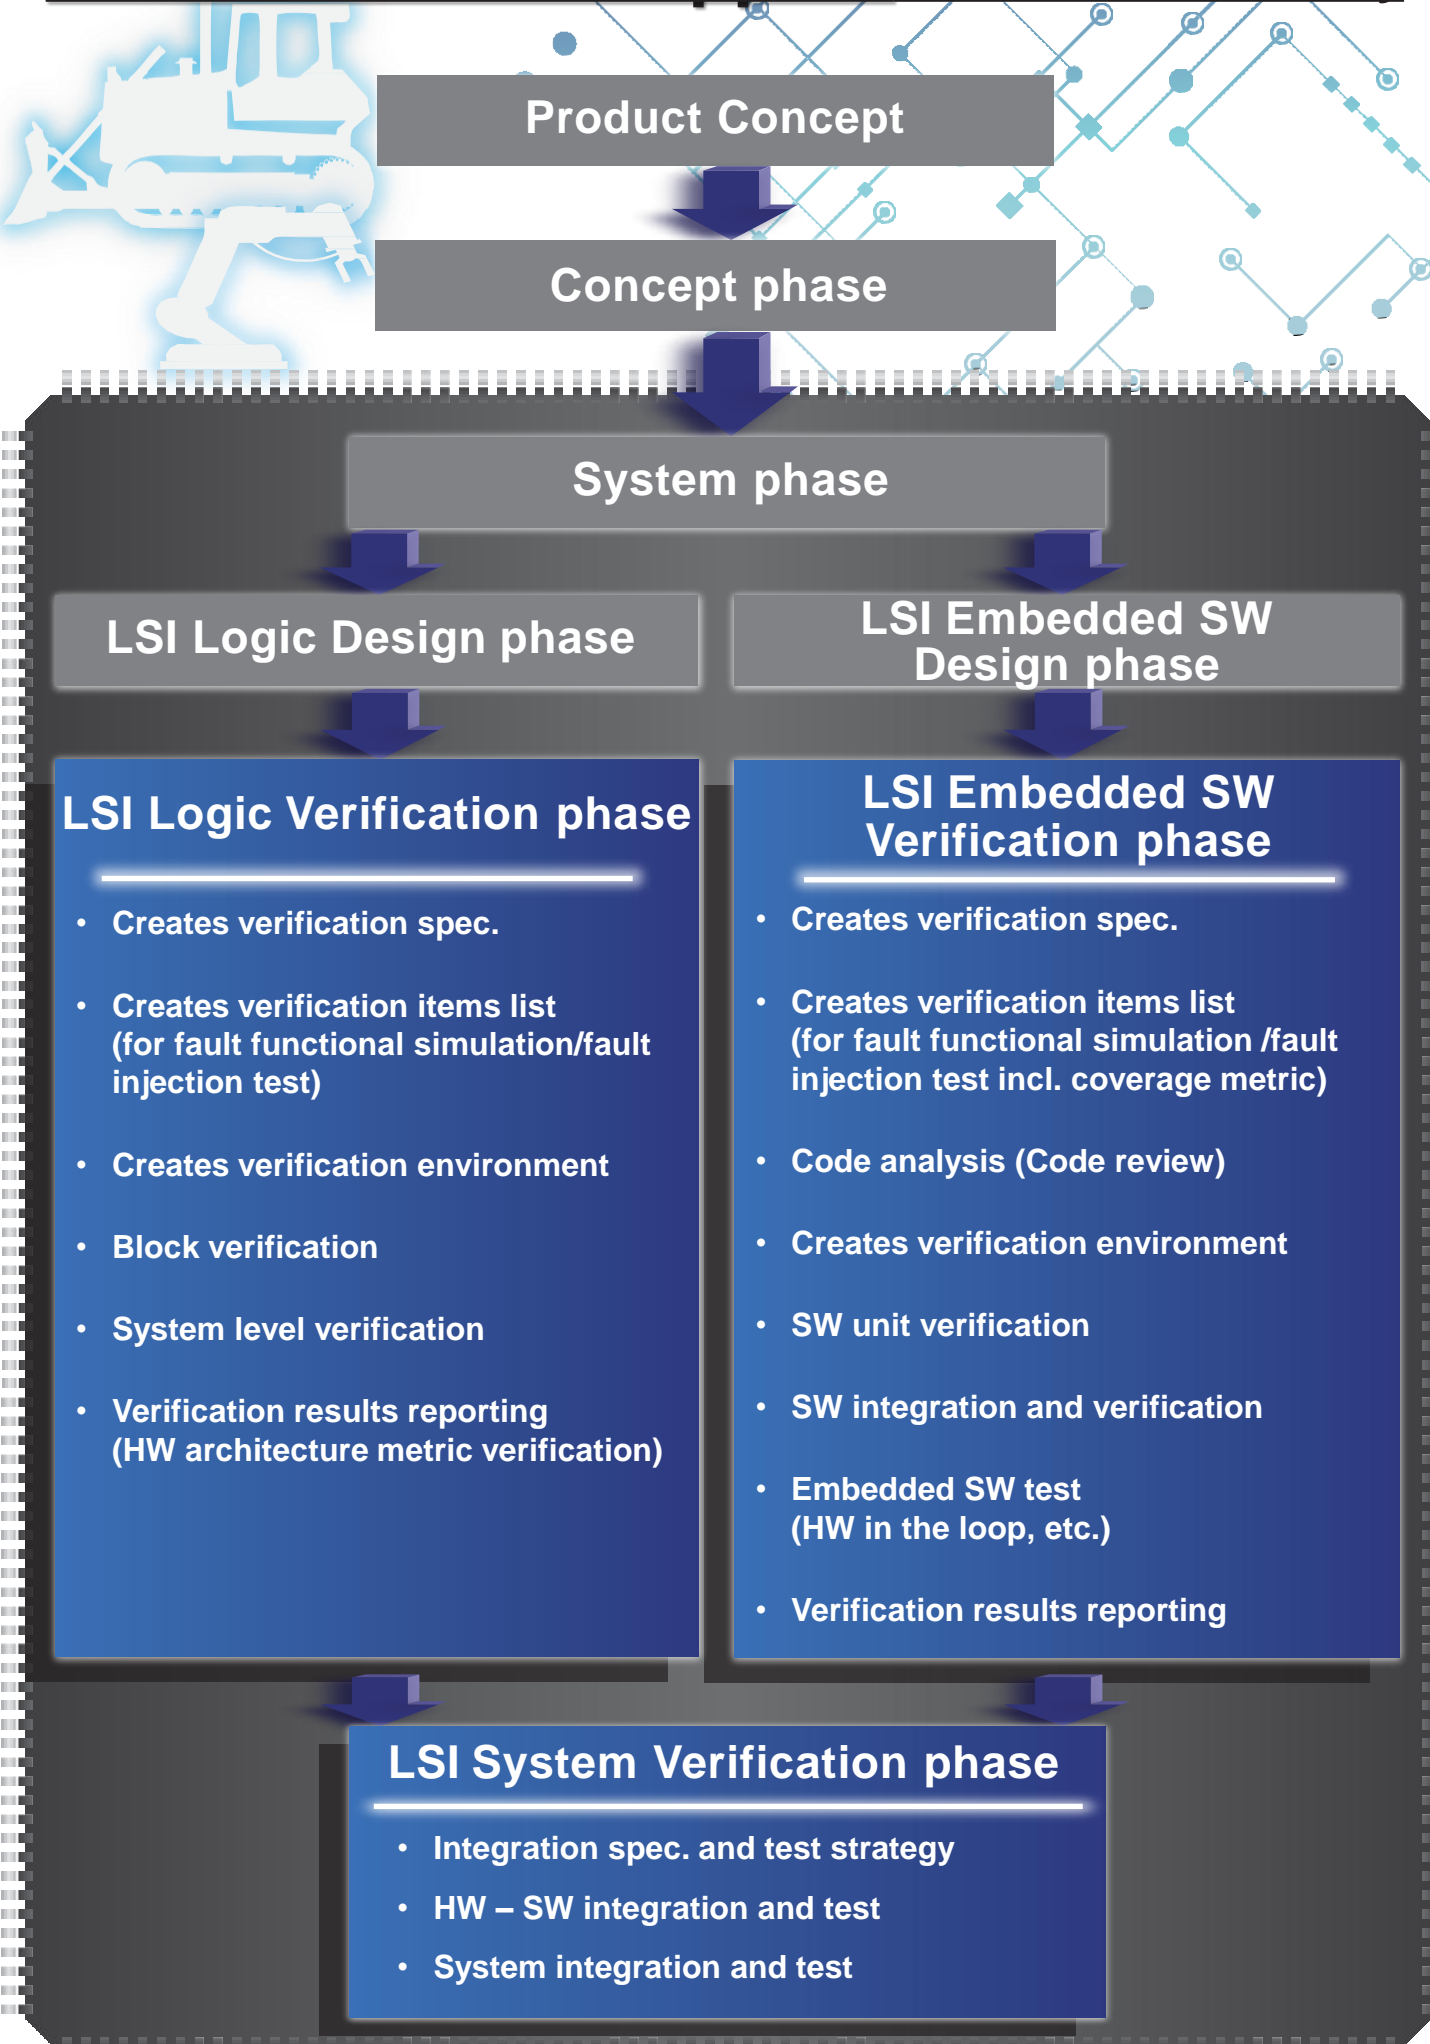 Product Concept
Concept phase
System phase
LSI Logic Design phase
LSI Embedded SW
Design phase
LSI Logic Verification phase
• Creates verification spec.
• Creates verification items list
(for fault functional simulation/fault
injection test)
• Creates verification environment
• Block verification
• System level verification
• Verification results reporting
(HW architecture metric verification)
LSI Embedded SW
Verification phase
• Creates verification spec.
• Creates verification items list
(for fault functional simulation /fault
injection test incl. coverage metric)
• Code analysis (Code review)
• Creates verification environment
• SW unit verification
• SW integration and verification
• Embedded SW test
(HW in the loop, etc.)
• Verification results reporting
LSI System Verification phase
• Integration spec. and test strategy
• HW – SW integration and test
• System integration and test